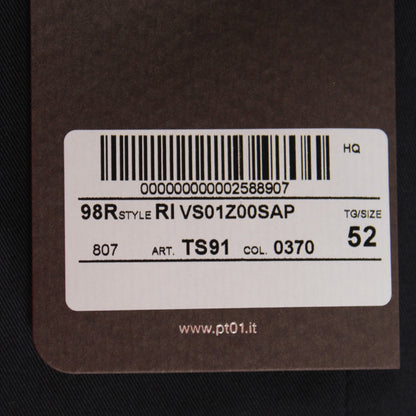 HQ
000000000002588907
98R STYLE RI VS01Z00SAP TG/SIZE
807 ART. TS91 COL. 0370 52
www.pt01.it